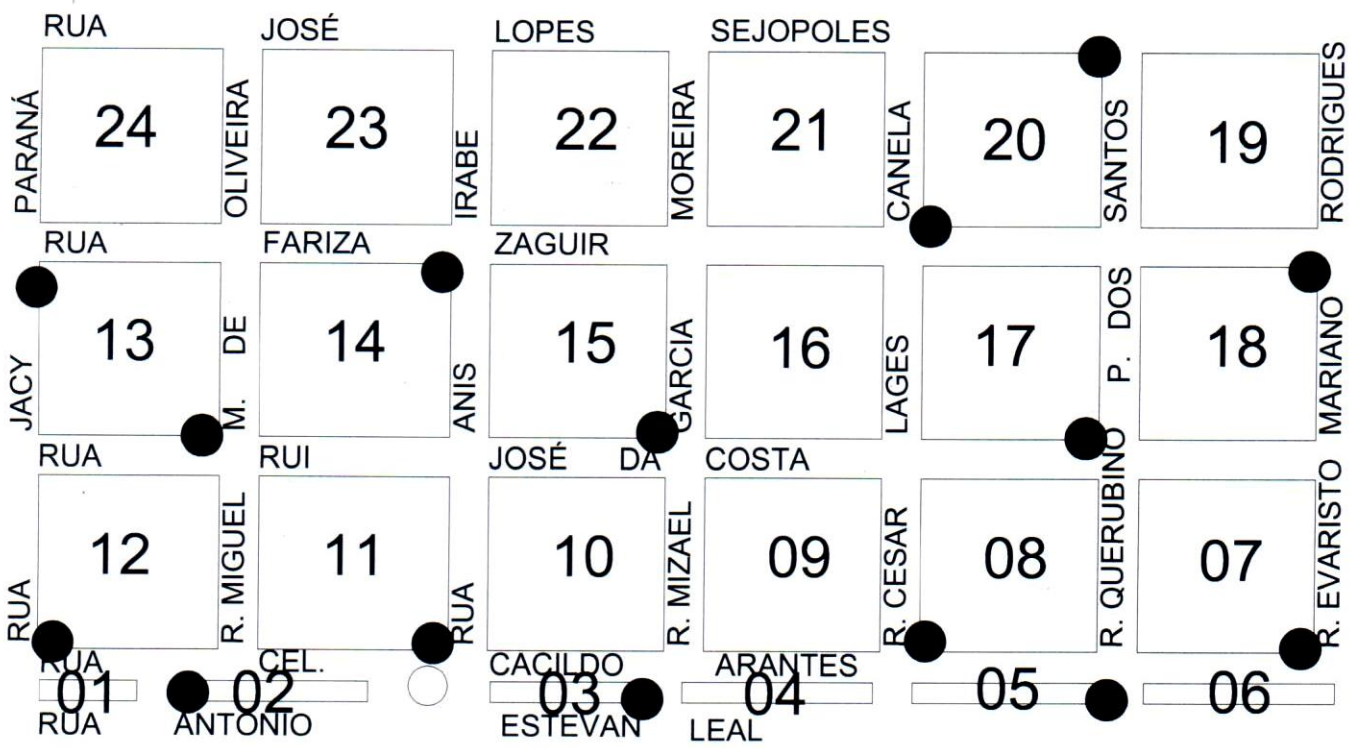 RUA JOSÉ LOPES SEJOPOLES
24 23 22 21 20 19
PARANÁ OLIVEIRA IRABE MOREIRA CANELA SANTOS RODRIGUES
RUA FARIZA ZAGUIR
13 14 15 16 17 18
JACY M. DE ANIS GARCIA LAGES P. DOS MARIANO
RUA RUI JOSÉ DA COSTA
12 11 10 09 08 07
RUA R. MIGUEL RUA R. MIZAEL R. CESAR R. QUERUBINO R. EVARISTO
RUA CEL. CACILDO ARANTES
01 02 03 04 05 06
RUA ANTONIO ESTEVAN LEAL